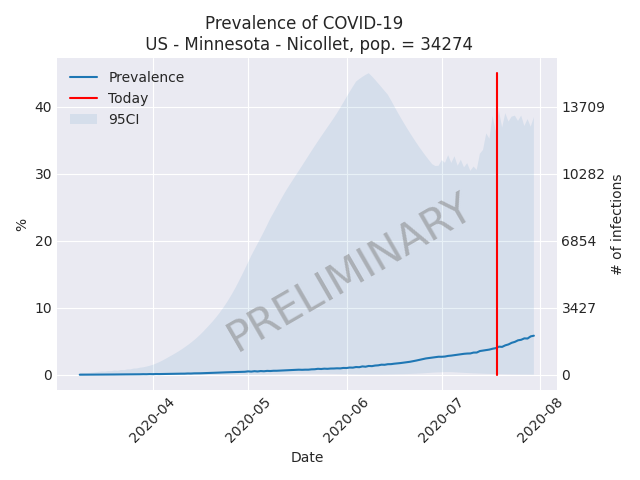 Prevalence of COVID-19
US - Minnesota - Nicollet, pop. = 34274
Prevalence
Today
95CI
40
30
20
10
0
%
13709
10282
6854
3427
0
# of infections
PRELIMINARY
2020-04
2020-05
2020-06
2020-07
2020-08
Date